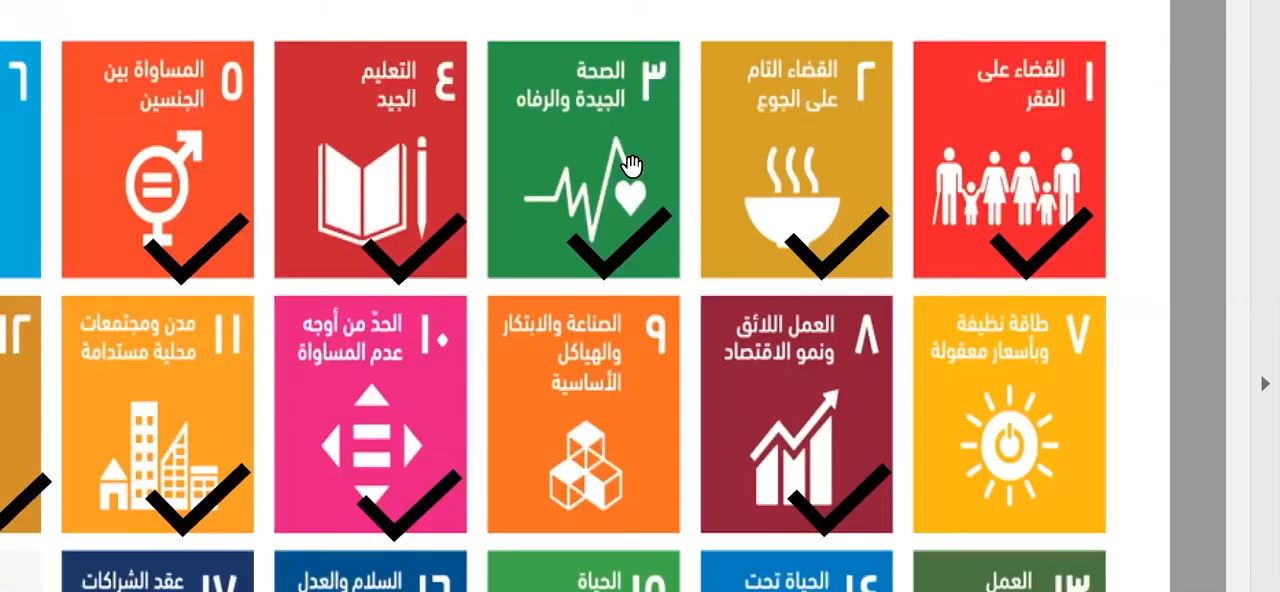 ١
القضاء على
الفقر
٢
القضاء التام
على الجوع
٣
الصحة
الجيدة والرفاه
٤
التعليم
الجيد
٥
المساواة بين
الجنسين
٦
٧
طاقة نظيفة
وبأسعار معقولة
٨
العمل اللائق
ونمو الاقتصاد
٩
الصناعة والابتكار
والهياكل
الأساسية
١٠
الحدّ من أوجه
عدم المساواة
١١
مدن ومجتمعات
محلية مستدامة
١٢
١٣
العمل
١٤
الحياة تحت
١٥
الحياة
١٦
السلام والعدل
١٧
عقد الشراكات